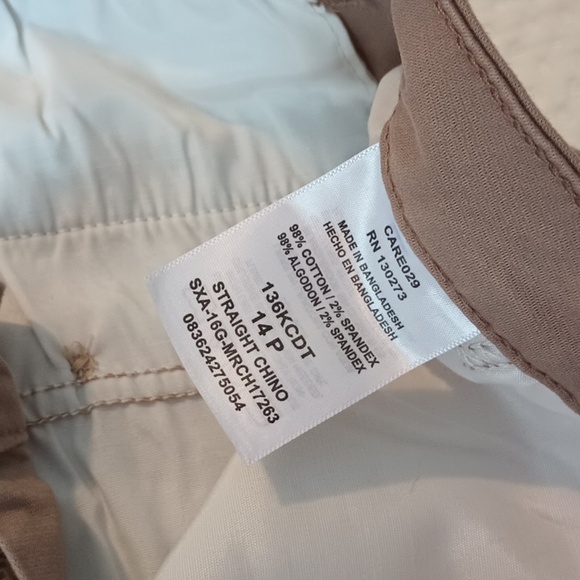 CARE029
RN 130273
MADE IN BANGLADESH
HECHO EN BANGLADESH
98% COTTON / 2% SPANDEX
98% ALGODON / 2% SPANDEX
136KCDT
14 P
STRAIGHT CHINO
SXA-16G-MRCH17263
083624275054